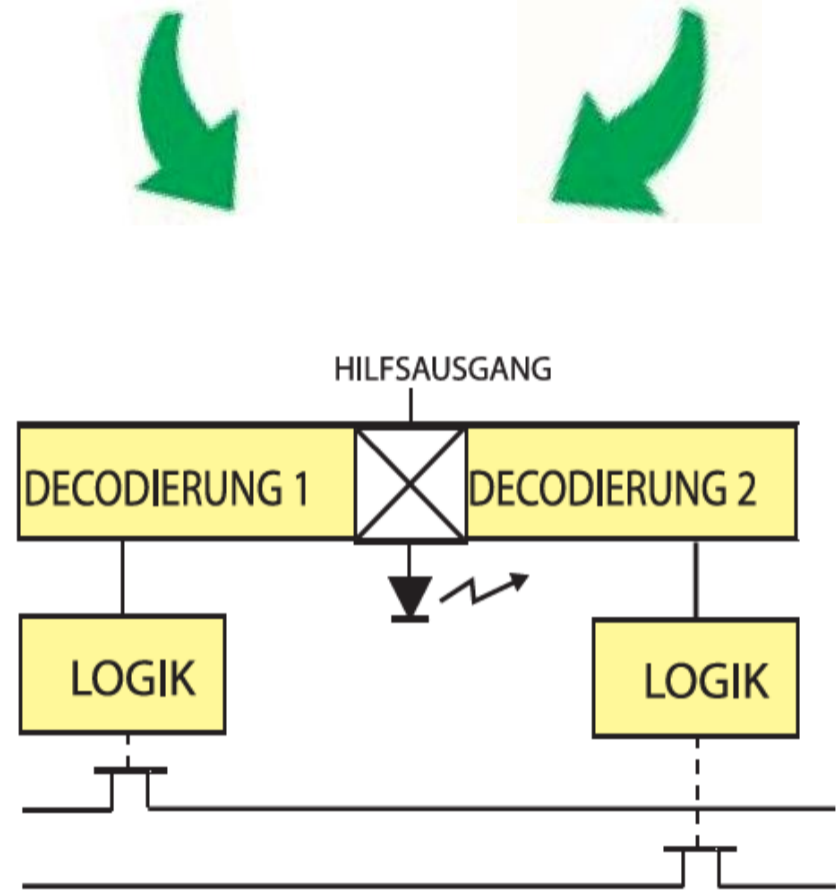 HILFSAUSGANG
DECODIERUNG 1
DECODIERUNG 2
LOGIK
LOGIK